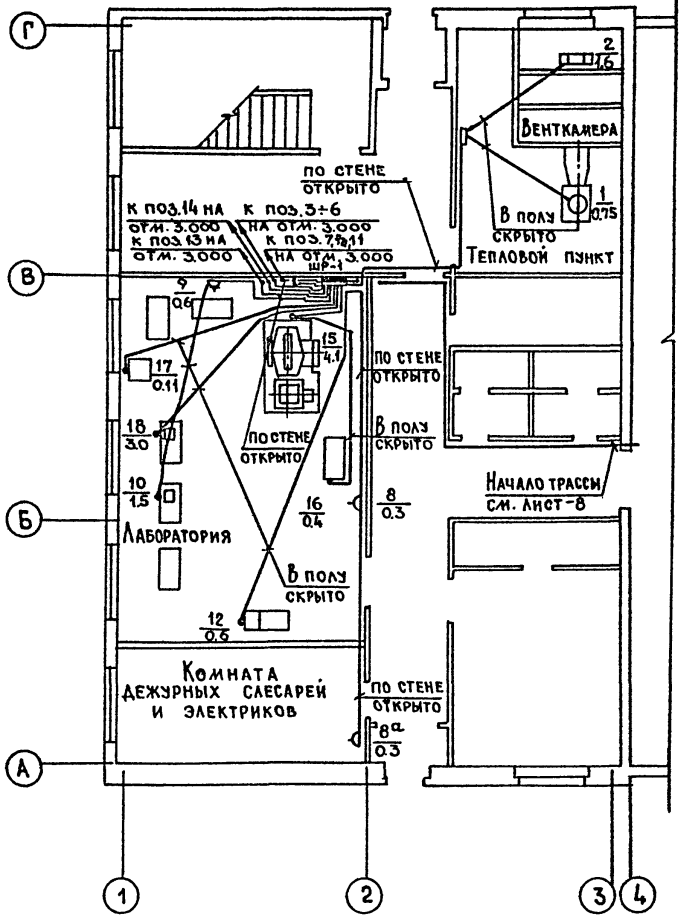 Г
2
1.6
ВЕНТКАМЕРА
ПО СТЕНЕ
ОТКРЫТО
1
0.75
К ПОЗ.14 НА
ОТМ. 3.000
К ПОЗ.3÷6
НА ОТМ. 3.000
В ПОЛУ
СКРЫТО
К ПОЗ.13 НА
ОТМ. 3.000
К ПОЗ.7,7а,11
НА ОТМ. 3.000
ТЕПЛОВОЙ ПУНКТ
ШР-1
В
9
0.6
15
4.1
17
0.11
ПО СТЕНЕ
ОТКРЫТО
18
3.0
ПО СТЕНЕ
ОТКРЫТО
В ПОЛУ
СКРЫТО
10
1.5
16
0.4
8
0.3
НАЧАЛО ТРАССЫ
СМ. ЛИСТ-8
Б
ЛАБОРАТОРИЯ
В ПОЛУ
СКРЫТО
12
0.6
КОМНАТА
ДЕЖУРНЫХ СЛЕСАРЕЙ
И ЭЛЕКТРИКОВ
ПО СТЕНЕ
ОТКРЫТО
8а
0.3
А
1
2
3
4